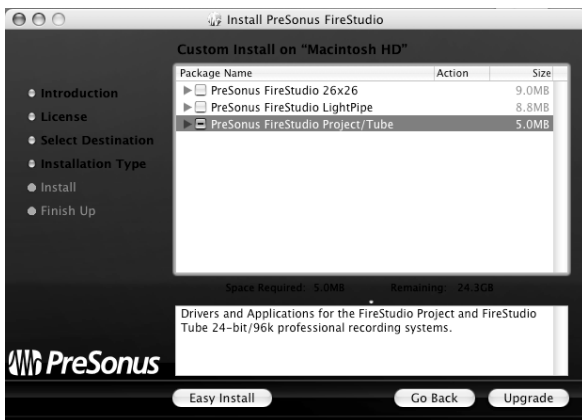 Install PreSonus FireStudio
Custom Install on "Macintosh HD"
Introduction
License
Select Destination
Installation Type
Install
Finish Up
Package Name Action Size
PreSonus FireStudio 26x26 9.0MB
PreSonus FireStudio LightPipe 8.8MB
PreSonus FireStudio Project/Tube 5.0MB
Space Required: 5.0MB Remaining: 24.3GB
Drivers and Applications for the FireStudio Project and FireStudio
Tube 24-bit/96k professional recording systems.
PreSonus
Easy Install Go Back Upgrade